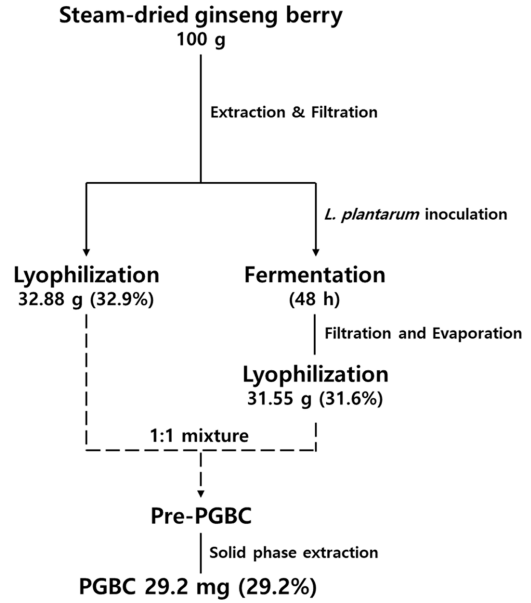 Steam-dried ginseng berry
100 g
Extraction & Filtration
L. plantarum inoculation
Lyophilization
32.88 g (32.9%)
Fermentation
(48 h)
Filtration and Evaporation
Lyophilization
31.55 g (31.6%)
1:1 mixture
Pre-PGBC
Solid phase extraction
PGBC 29.2 mg (29.2%)